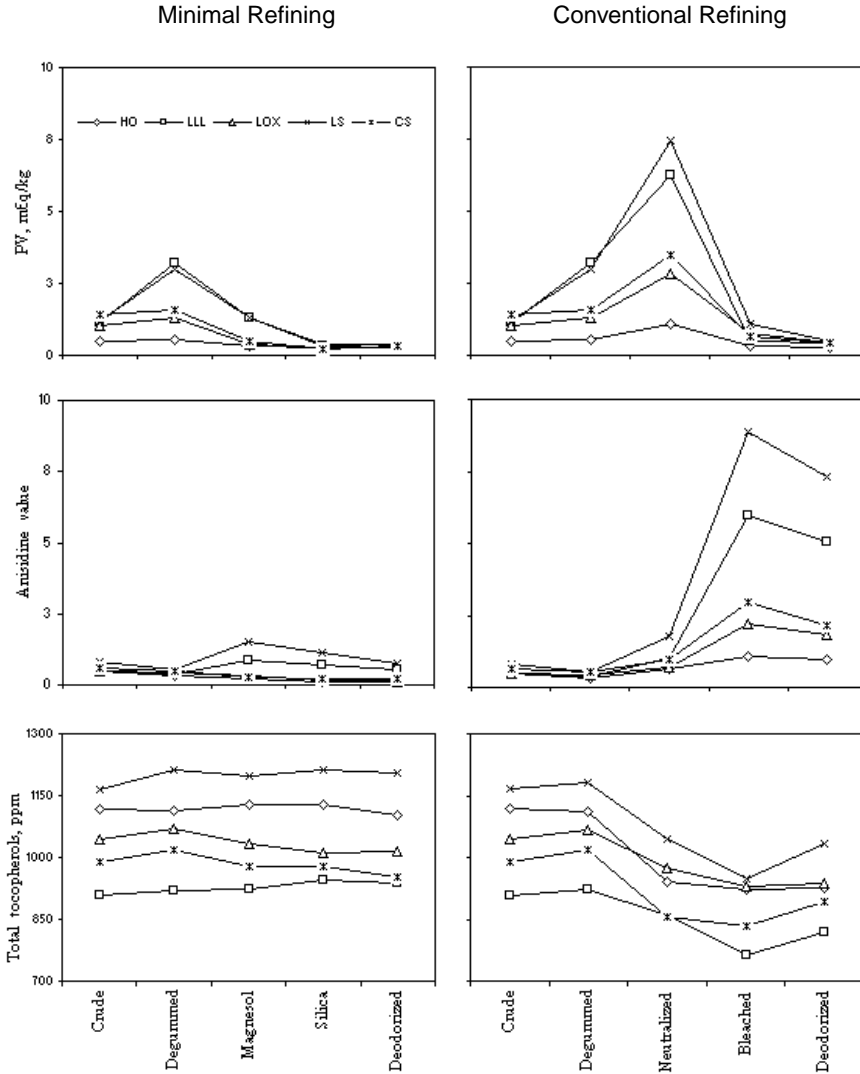 Minimal Refining
Conventional Refining
10
8
5
3
0
PV, mEq/kg
HO LLL LOX LS CS
10
8
5
3
0
Anisidine value
1300
1150
1000
850
700
Total tocopherols, ppm
Crude
Degummed
Magnesol
Silica
Deodorized
Crude
Degummed
Neutralized
Bleached
Deodorized